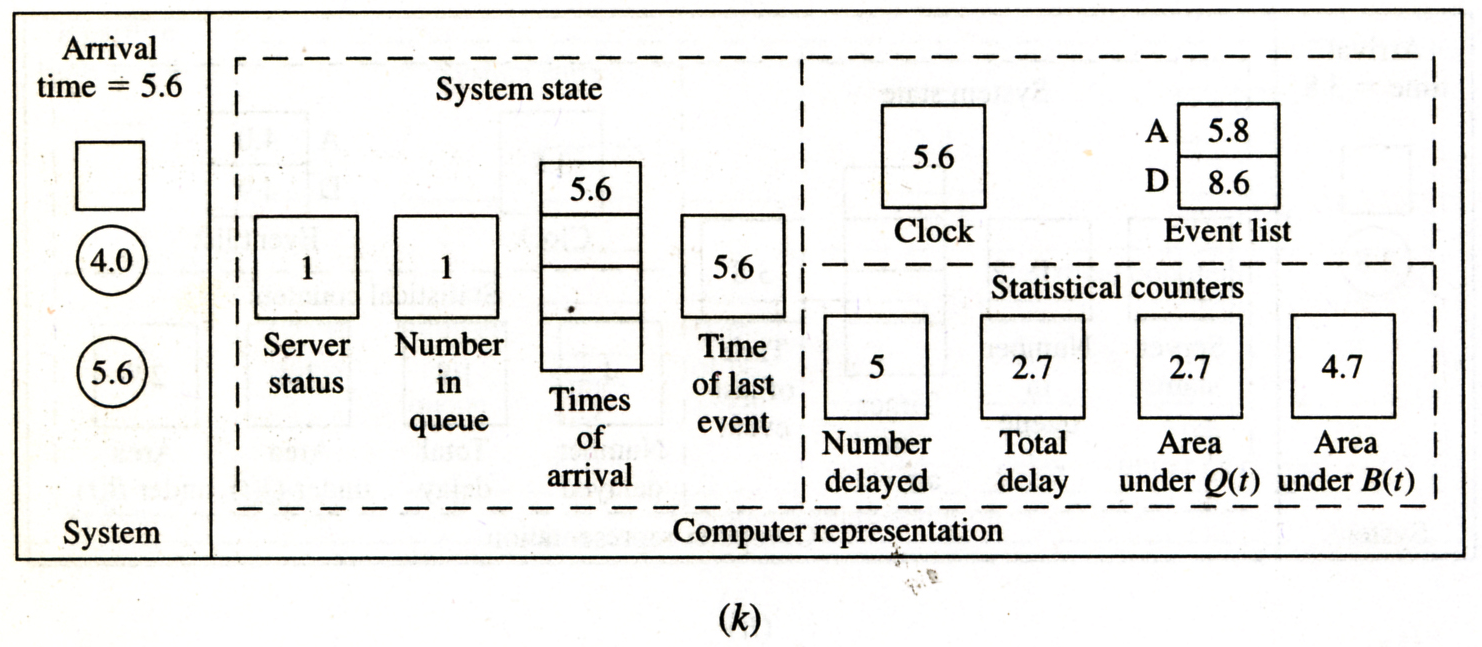 Arrival
time = 5.6
4.0
5.6
System
System state
1
Server
status
1
Number
in
queue
5.6
Times
of
arrival
5.6
Time
of last
event
5.6
Clock
A 5.8
D 8.6
Event list
Statistical counters
5
Number
delayed
2.7
Total
delay
2.7
Area
under Q(t)
4.7
Area
under B(t)
Computer representation
(k)